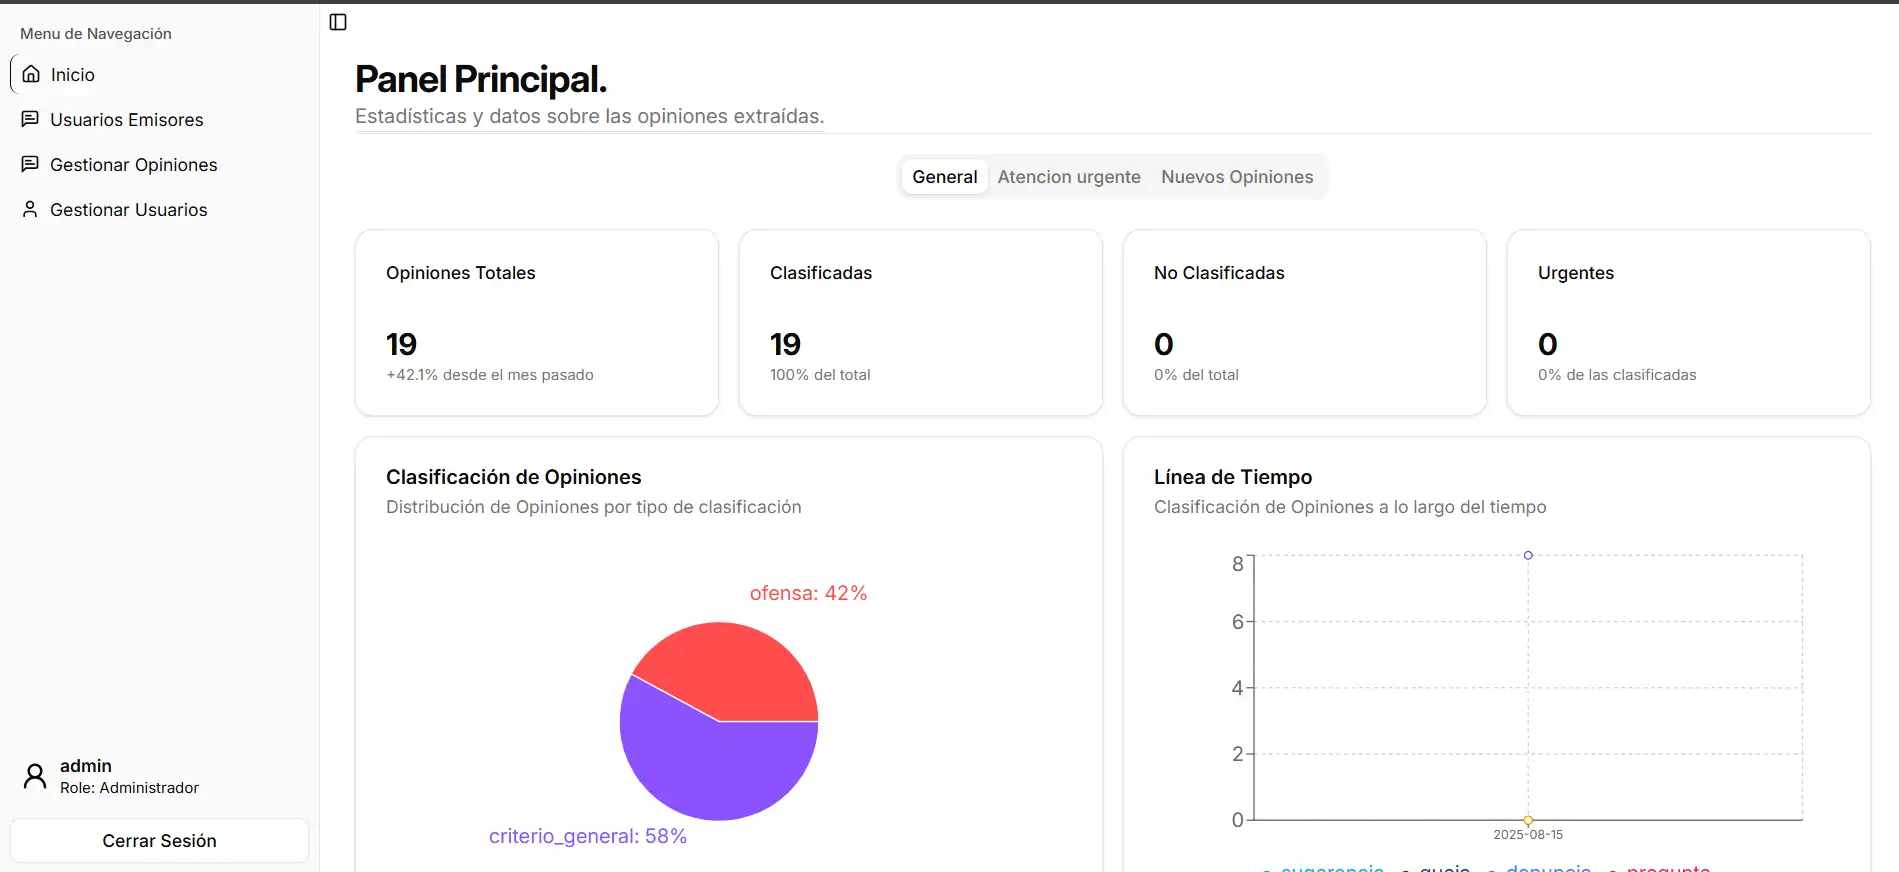 Menu de Navegación
Inicio
Usuarios Emisores
Gestionar Opiniones
Gestionar Usuarios
admin
Role: Administrador
Cerrar Sesión
Panel Principal.
Estadísticas y datos sobre las opiniones extraídas.
General Atencion urgente Nuevos Opiniones
Opiniones Totales
19
+42.1% desde el mes pasado
Clasificadas
19
100% del total
No Clasificadas
0
0% del total
Urgentes
0
0% de las clasificadas
Clasificación de Opiniones
Distribución de Opiniones por tipo de clasificación
ofensa: 42%
criterio_general: 58%
Línea de Tiempo
Clasificación de Opiniones a lo largo del tiempo
8
6
4
2
0
2025-08-15
sugerencia queja denuncia pregunta